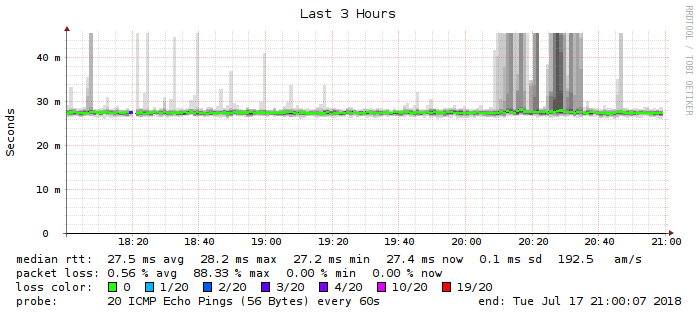 Last 3 Hours
RRDTOOL / TOBI OETIKER
Seconds
40 m
30 m
20 m
10 m
0
18:20 18:40 19:00 19:20 19:40 20:00 20:20 20:40 21:00
median rtt: 27.5 ms avg 28.2 ms max 27.2 ms min 27.4 ms now 0.1 ms sd 192.5 am/s
packet loss: 0.56 % avg 88.33 % max 0.00 % min 0.00 % now
loss color: 0 1/20 2/20 3/20 4/20 10/20 19/20
probe: 20 ICMP Echo Pings (56 Bytes) every 60s end: Tue Jul 17 21:00:07 2018